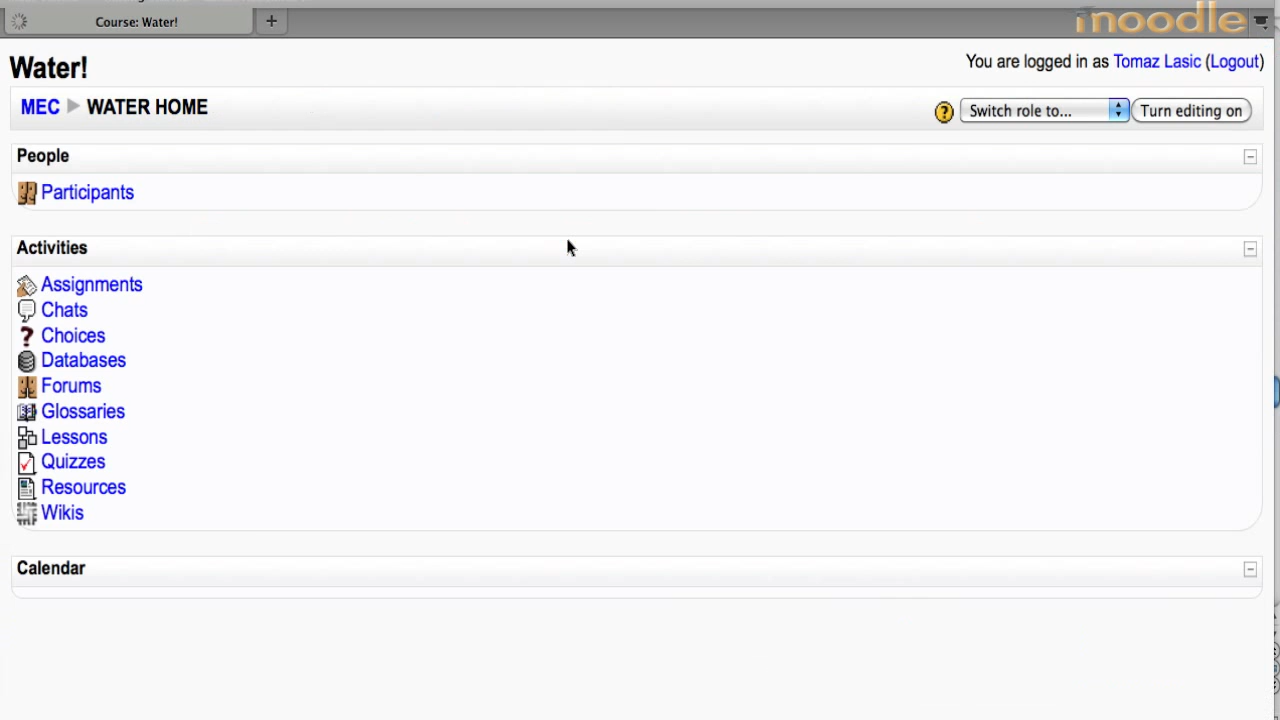 Course: Water!
+
moodle
Water!
You are logged in as Tomaz Lasic (Logout)
MEC WATER HOME
? Switch role to... Turn editing on
People
Participants
Activities
Assignments
Chats
Choices
Databases
Forums
Glossaries
Lessons
Quizzes
Resources
Wikis
Calendar